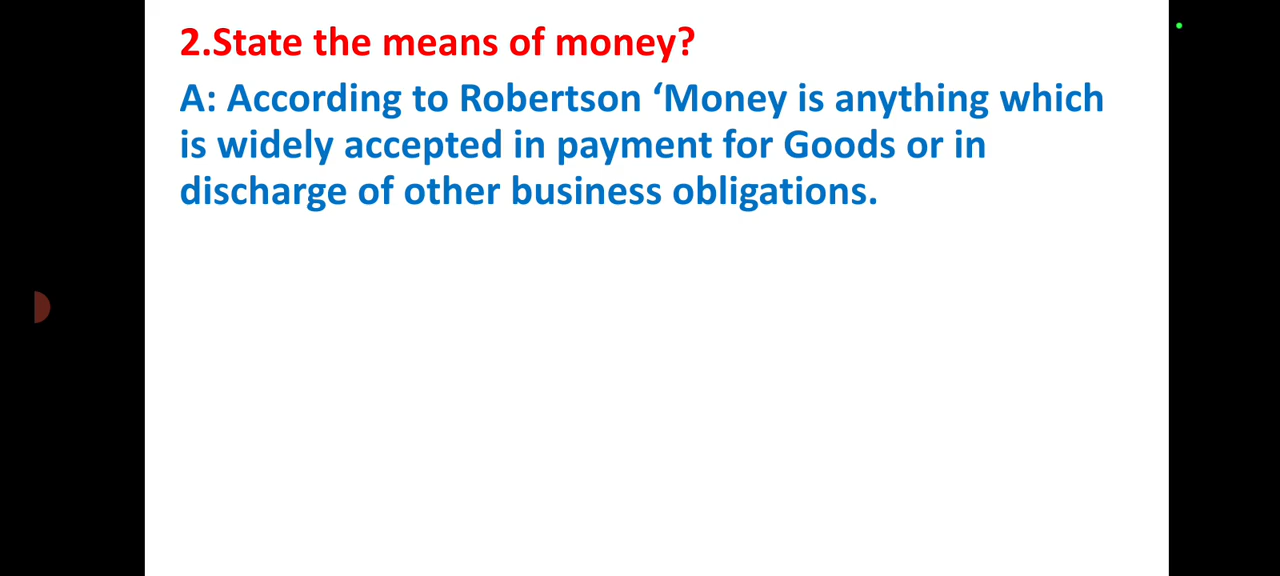 2.State the means of money?
A: According to Robertson ‘Money is anything which
is widely accepted in payment for Goods or in
discharge of other business obligations.